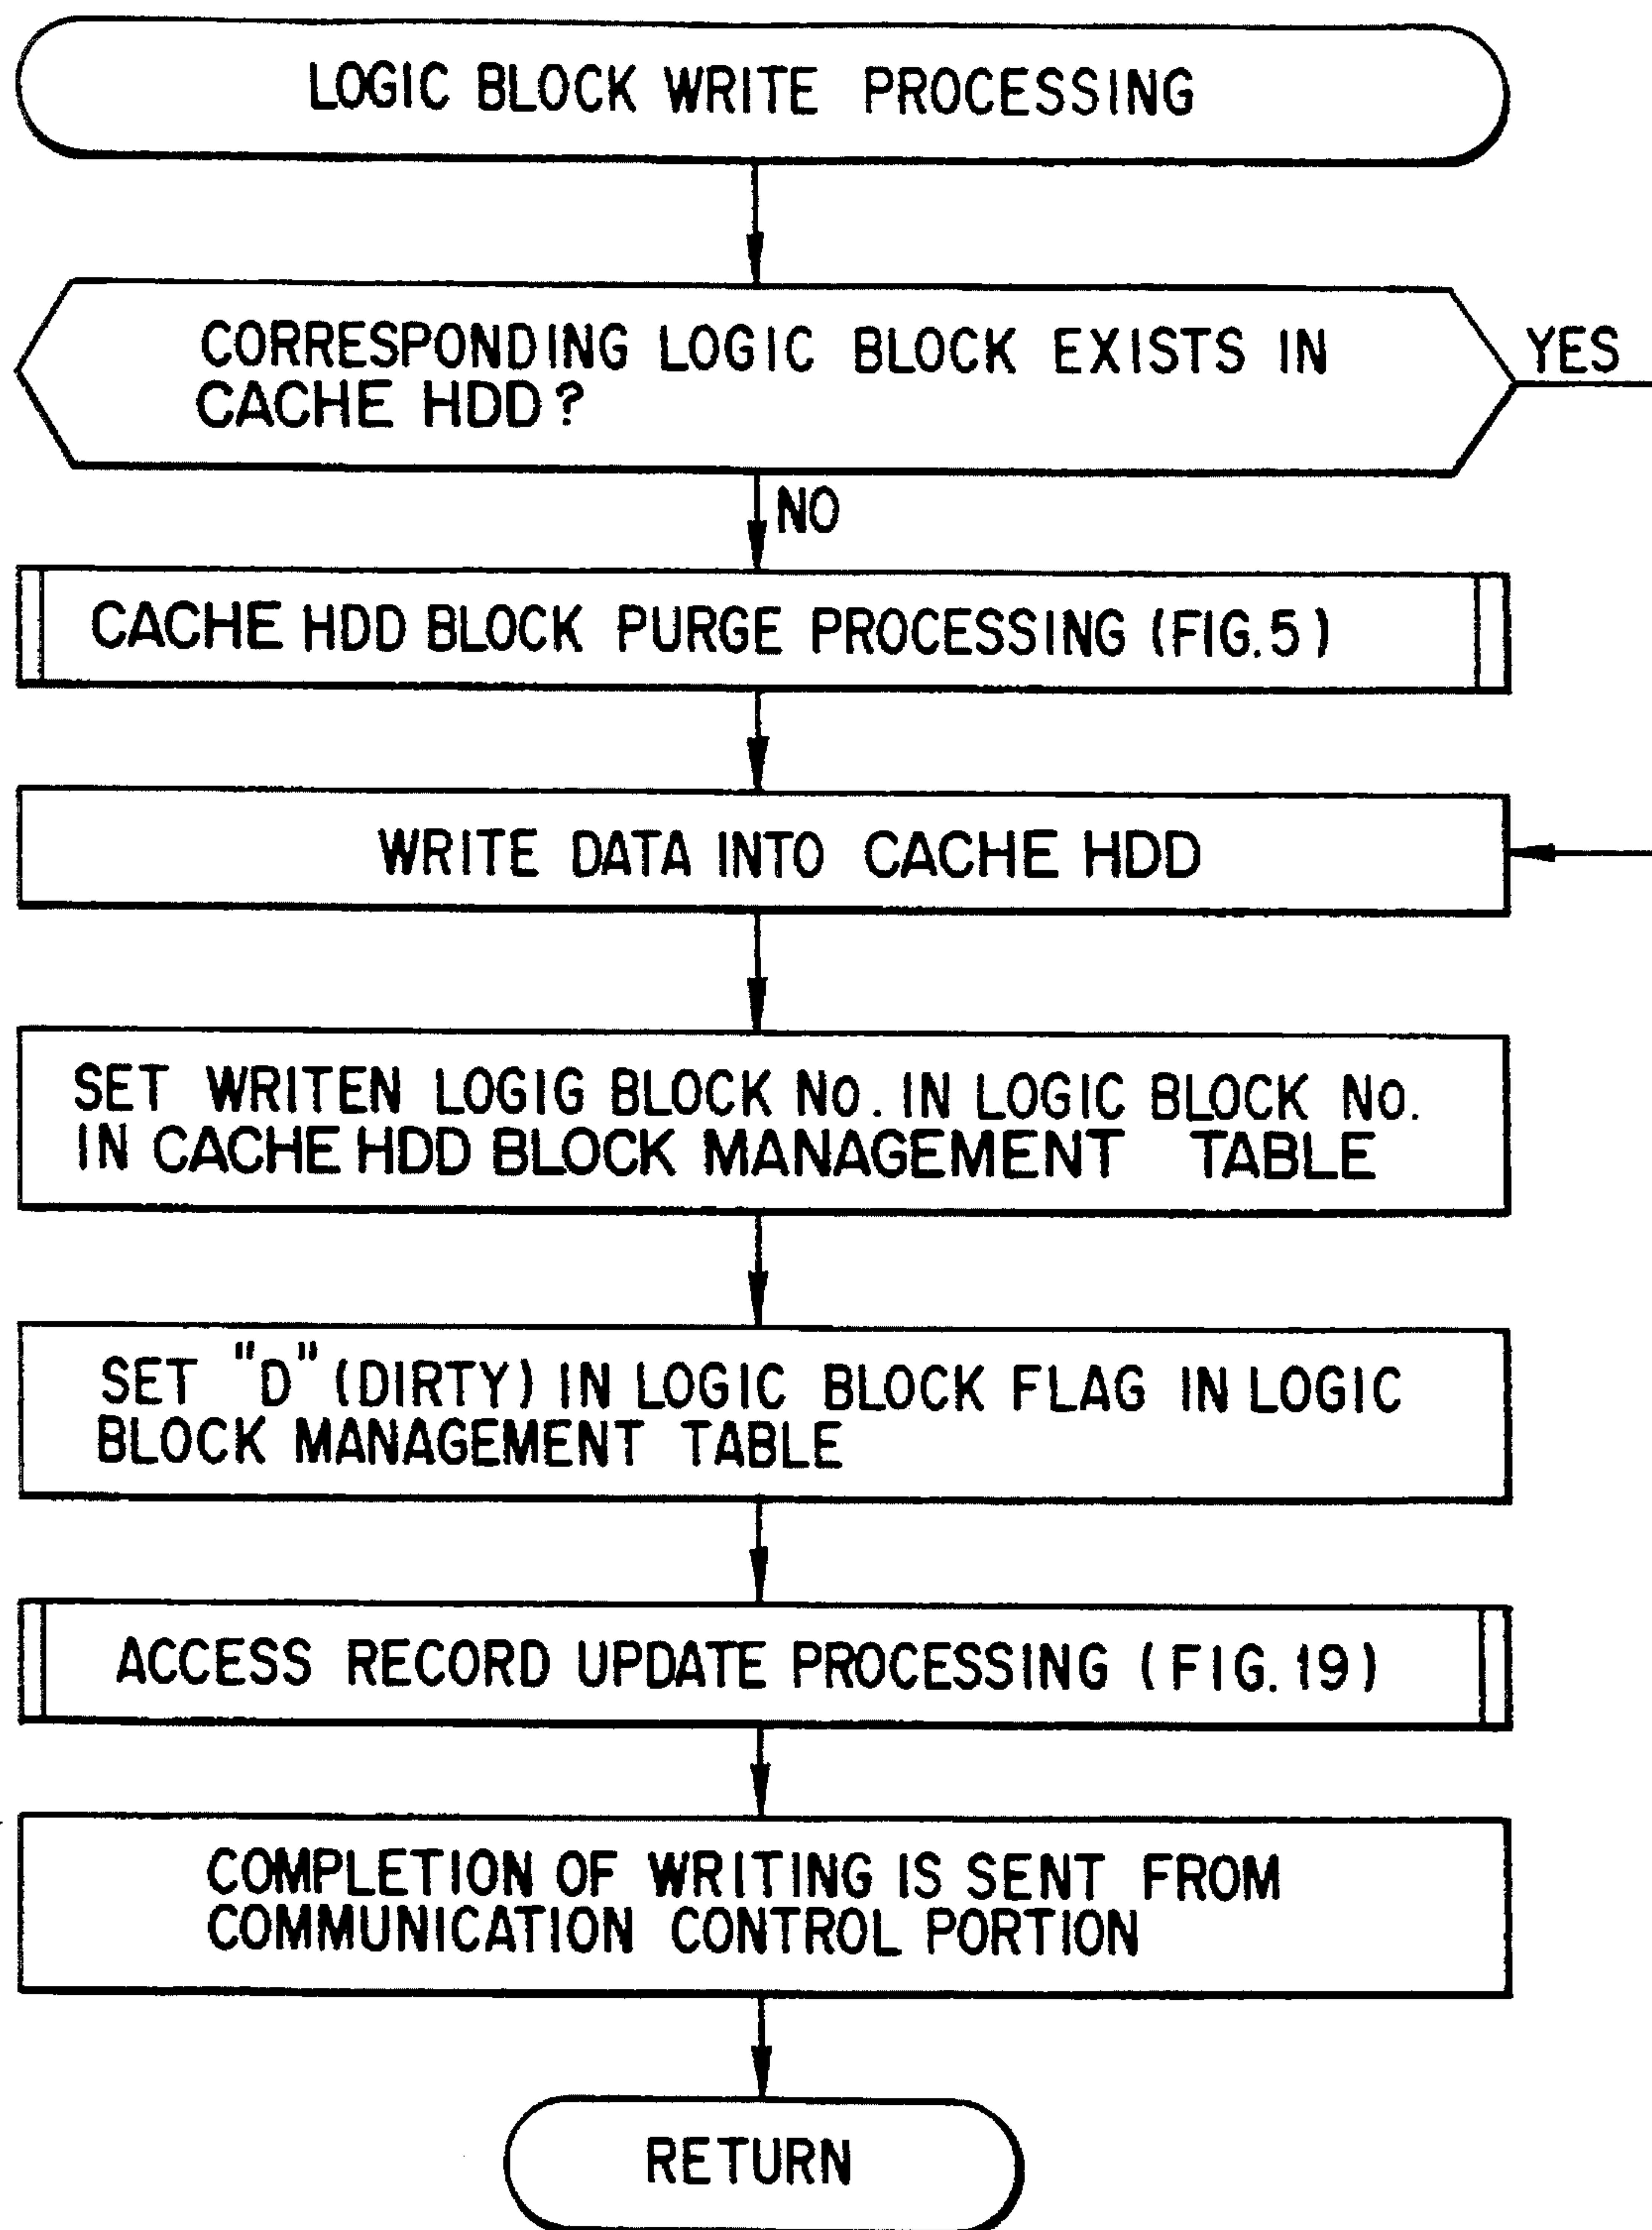 LOGIC BLOCK WRITE PROCESSING
CORRESPONDING LOGIC BLOCK EXISTS IN
CACHE HDD?
YES
NO
CACHE HDD BLOCK PURGE PROCESSING (FIG.5)
WRITE DATA INTO CACHE HDD
SET WRITEN LOGIG BLOCK No. IN LOGIC BLOCK No.
IN CACHE HDD BLOCK MANAGEMENT TABLE
SET "D" (DIRTY) IN LOGIC BLOCK FLAG IN LOGIC
BLOCK MANAGEMENT TABLE
ACCESS RECORD UPDATE PROCESSING (FIG. 19)
COMPLETION OF WRITING IS SENT FROM
COMMUNICATION CONTROL PORTION
RETURN